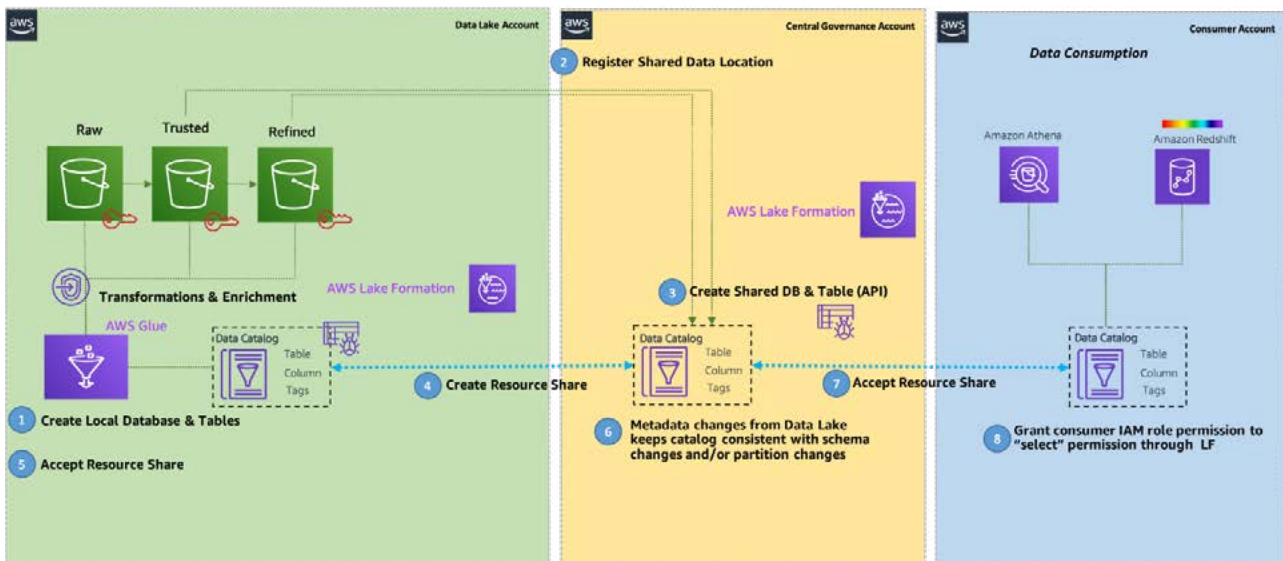 aws
Data Lake Account
Raw
Trusted
Refined
Transformations & Enrichment
AWS Lake Formation
AWS Glue
Data Catalog
Table
Column
Tags
1 Create Local Database & Tables
5 Accept Resource Share
4 Create Resource Share
aws
Central Governance Account
2 Register Shared Data Location
AWS Lake Formation
3 Create Shared DB & Table (API)
Data Catalog
Table
Column
Tags
6 Metadata changes from Data Lake
keeps catalog consistent with schema
changes and/or partition changes
7 Accept Resource Share
aws
Consumer Account
Data Consumption
Amazon Athena
Amazon Redshift
Data Catalog
Table
Column
Tags
8 Grant consumer IAM role permission to
“select” permission through LF